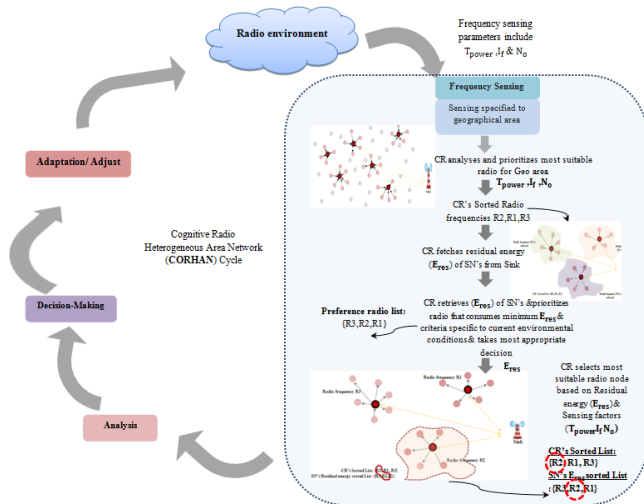 Radio environment
Frequency sensing
parameters include
Tpower ,If & No
Frequency Sensing
Sensing specified to
geographical area
Adaptation/ Adjust
CR analyses and prioritizes most suitable
radio for Geo area
Tpower ,If ,No
CR's Sorted Radio
frequencies R2,R1,R3
Cognitive Radio
Heterogeneous Area Network
(CORHAN) Cycle
CR fetches residual energy
(Eres) of SN's from Sink
Decision-Making
Preference radio list:
{R3,R2,R1}
CR retrieves (Eres) of SN's &prioritizes
radio that consumes minimum Eres &
criteria specific to current environmental
conditions & takes most appropriate
decision
Eres
Analysis
Radio frequency R3
Radio frequency R1
Sink
Radio frequency R2
CR selects most
suitable radio node
based on Residual
energy (Eres)&
Sensing factors
(TpowerIfNo)
CR's Sorted List:
{R2, R1, R3}
SN's Eres sorted List
:{R3,R2,R1}